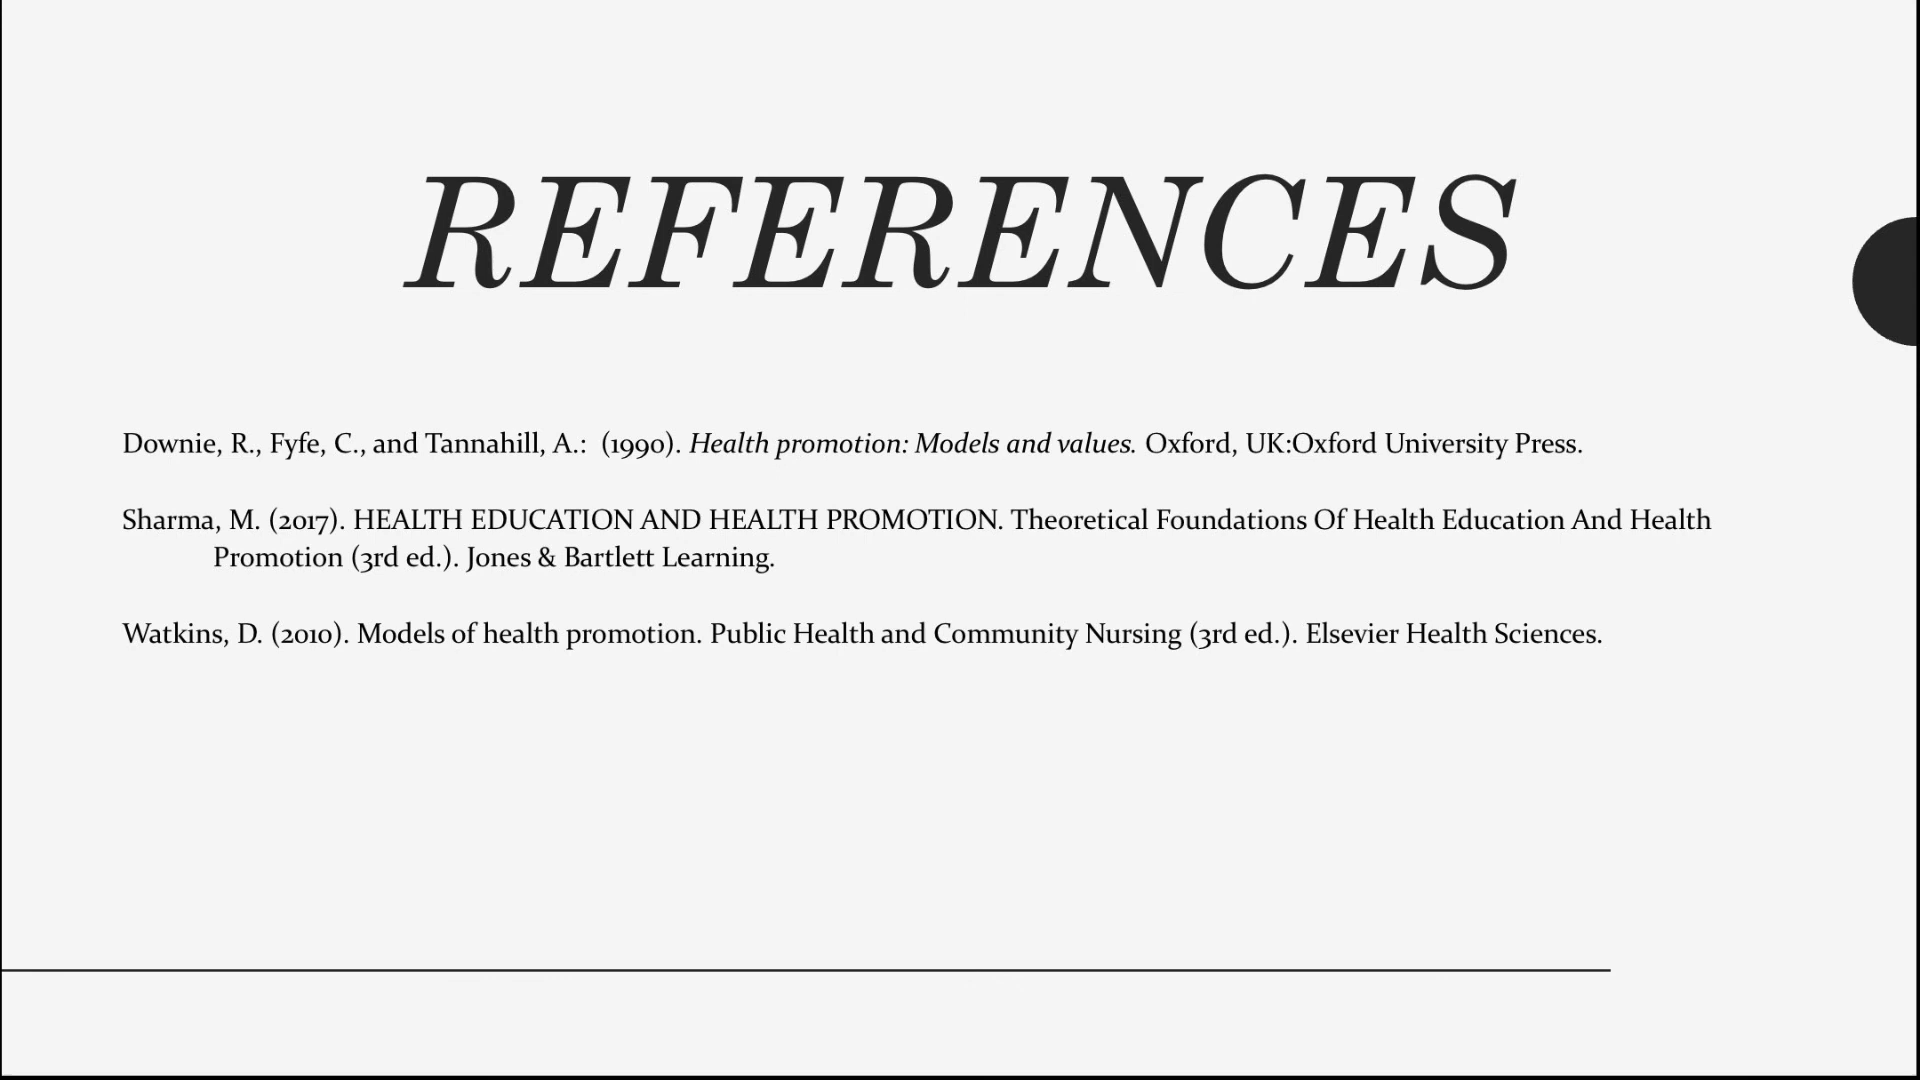 REFERENCES
Downie, R., Fyfe, C., and Tannahill, A.:  (1990). Health promotion: Models and values. Oxford, UK:Oxford University Press.
Sharma, M. (2017). HEALTH EDUCATION AND HEALTH PROMOTION. Theoretical Foundations Of Health Education And Health
Promotion (3rd ed.). Jones & Bartlett Learning.
Watkins, D. (2010). Models of health promotion. Public Health and Community Nursing (3rd ed.). Elsevier Health Sciences.